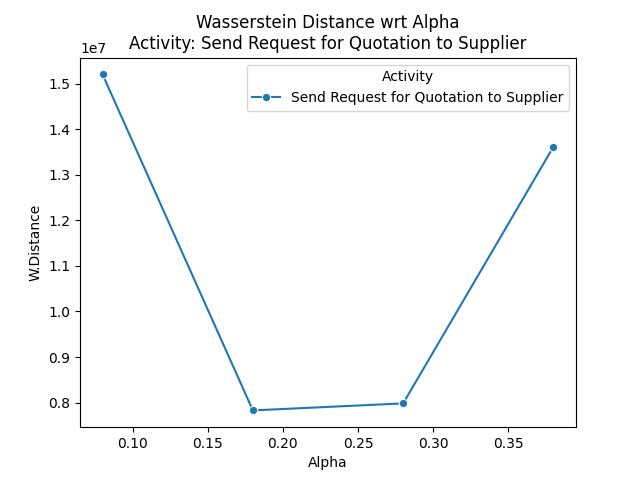 Wasserstein Distance wrt Alpha
Activity: Send Request for Quotation to Supplier
1e7
Activity
Send Request for Quotation to Supplier
1.5
1.4
1.3
1.2
1.1
1.0
0.9
0.8
W.Distance
0.10 0.15 0.20 0.25 0.30 0.35
Alpha